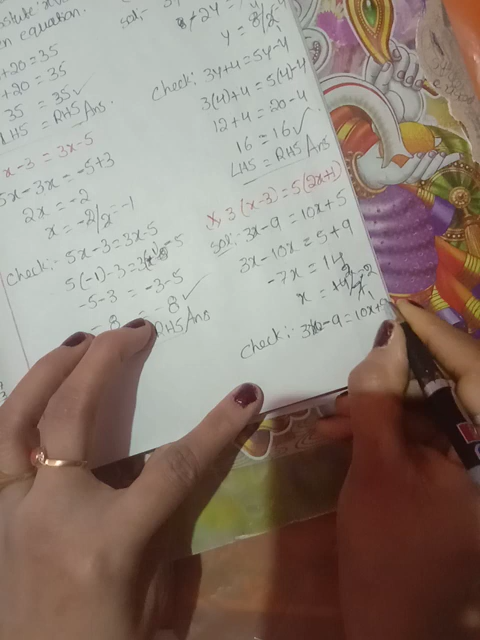 en equation.
+20 = 35
35 = 35 ✓
LHS = RHS Ans.
x-3 = 3x-5
5x-3x = -5+3
2x = -2
x = -2/2 = -1
Check:- 5x-3 = 3x-5
5(-1)-3 = 3(-1)-5
-5-3 = -3-5
-8 = -8 ✓
RHS Ans
y = 8/2
Check: 3y+4 = 5y-4
3(4)+4 = 5(4)-4
12+4 = 20-4
16 = 16 ✓
LHS = RHS Ans
3(x-3) = 5(2x+1)
sol:- 3x-9 = 10x+5
3x-10x = 5+9
-7x = 14
x =
Check:- 3x-9 = 10x+